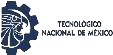 TECNOLÓGICO
NACIONAL DE MÉXICO